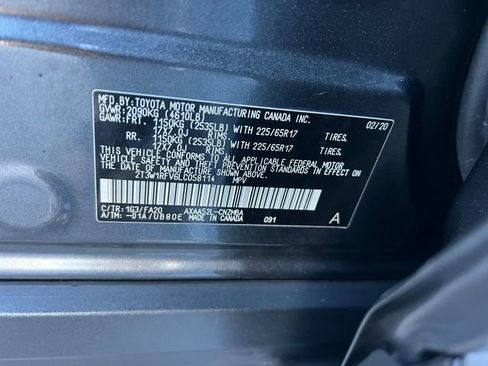 MFD.BY:TOYOTA MOTOR MANUFACTURING CANADA INC. 02/20
GVWR:2090KG (4610LB)
GAWR:FRT. 1150KG (2535LB) WITH 225/65R17 TIRES,
17X7.0J RIMS
RR. 1150KG (2535LB) WITH 225/65R17 TIRES,
17X7.0J RIMS
THIS VEHICLE CONFORMS TO ALL APPLICABLE FEDERAL MOTOR
VEHICLE SAFETY AND THEFT PREVENTION STANDARDS IN EFFECT
ON THE DATE OF MANUFACTURE SHOWN ABOVE.
2T3W1RFV6LC058114 MPV
C/TR:1G3/FA20 AXAA52L-CNZMBA
A/TM: -01A/UB80E MADE IN CANADA 091 A